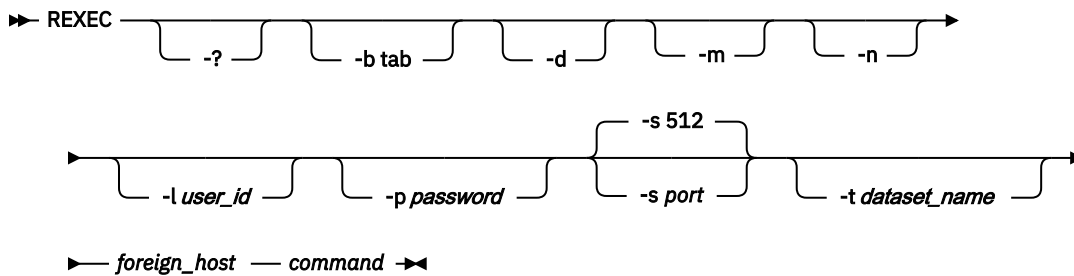 REXEC -? -b tab -d -m -n
-s 512
-l user_id -p password -s port -t dataset_name
foreign_host command